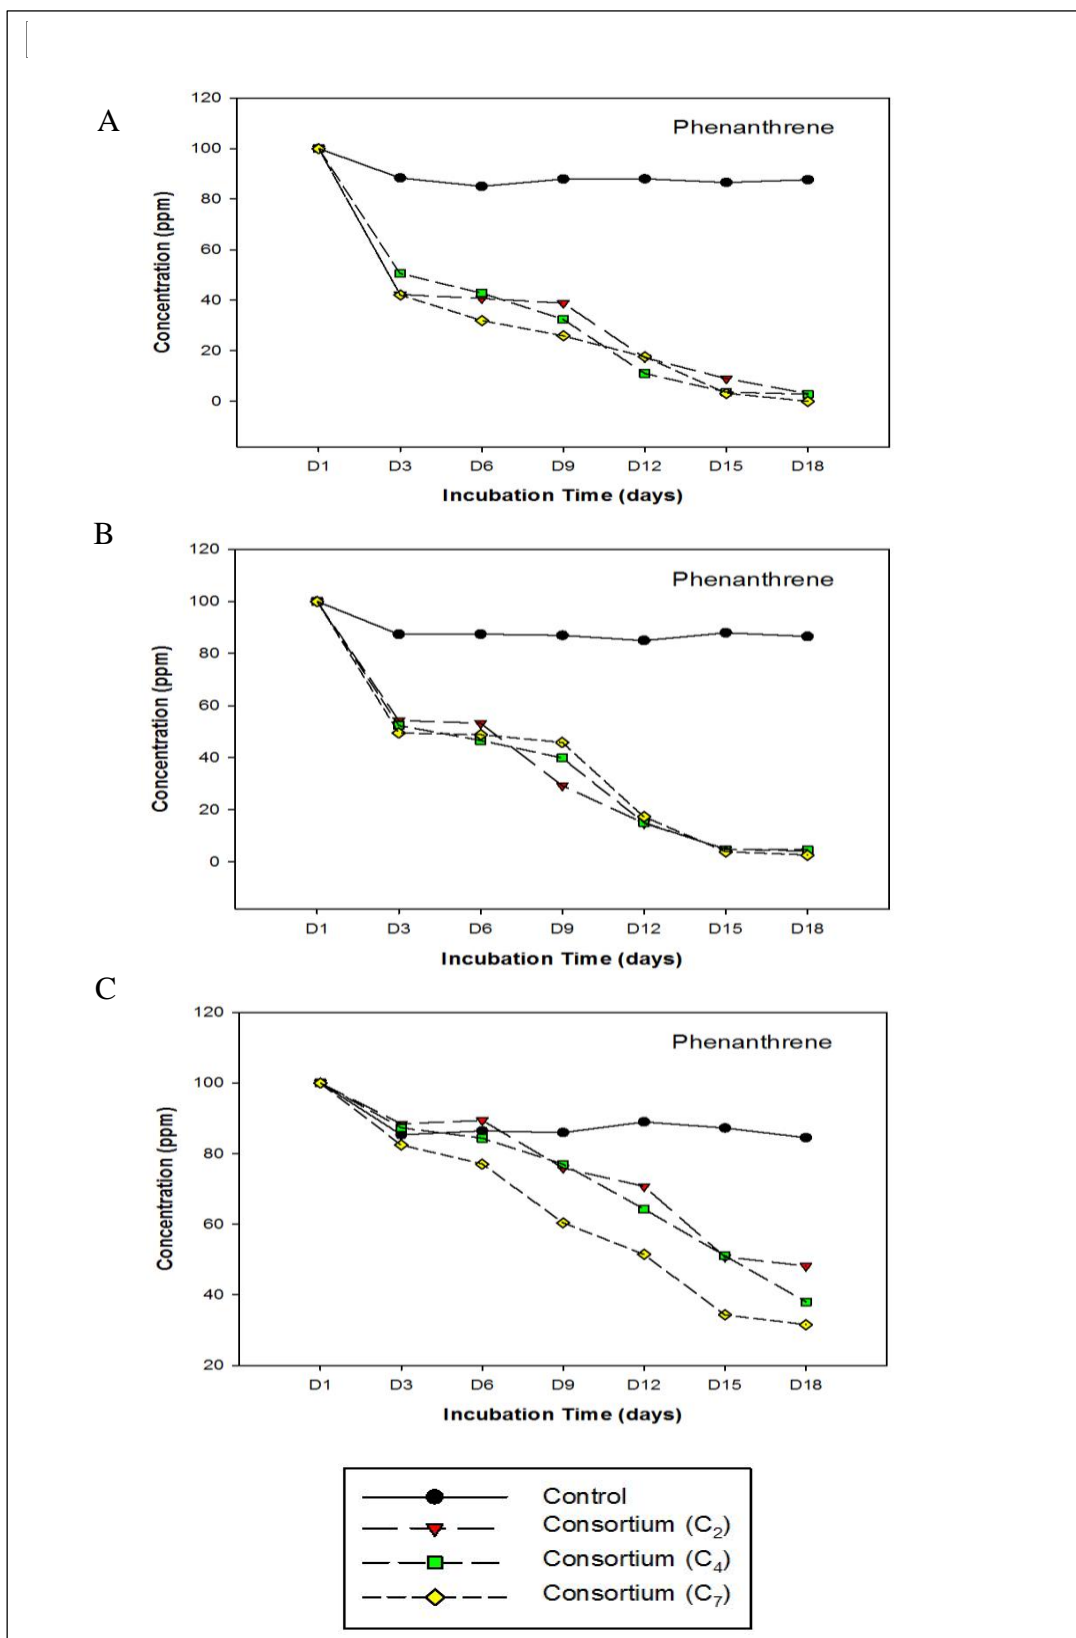 A
Phenanthrene
120
100
80
60
40
20
0
Concentration (ppm)
D1 D3 D6 D9 D12 D15 D18
Incubation Time (days)
B
Phenanthrene
120
100
80
60
40
20
0
Concentration (ppm)
D1 D3 D6 D9 D12 D15 D18
Incubation Time (days)
C
Phenanthrene
120
100
80
60
40
20
Concentration (ppm)
D1 D3 D6 D9 D12 D15 D18
Incubation Time (days)
Control
Consortium (C₂)
Consortium (C₄)
Consortium (C₇)